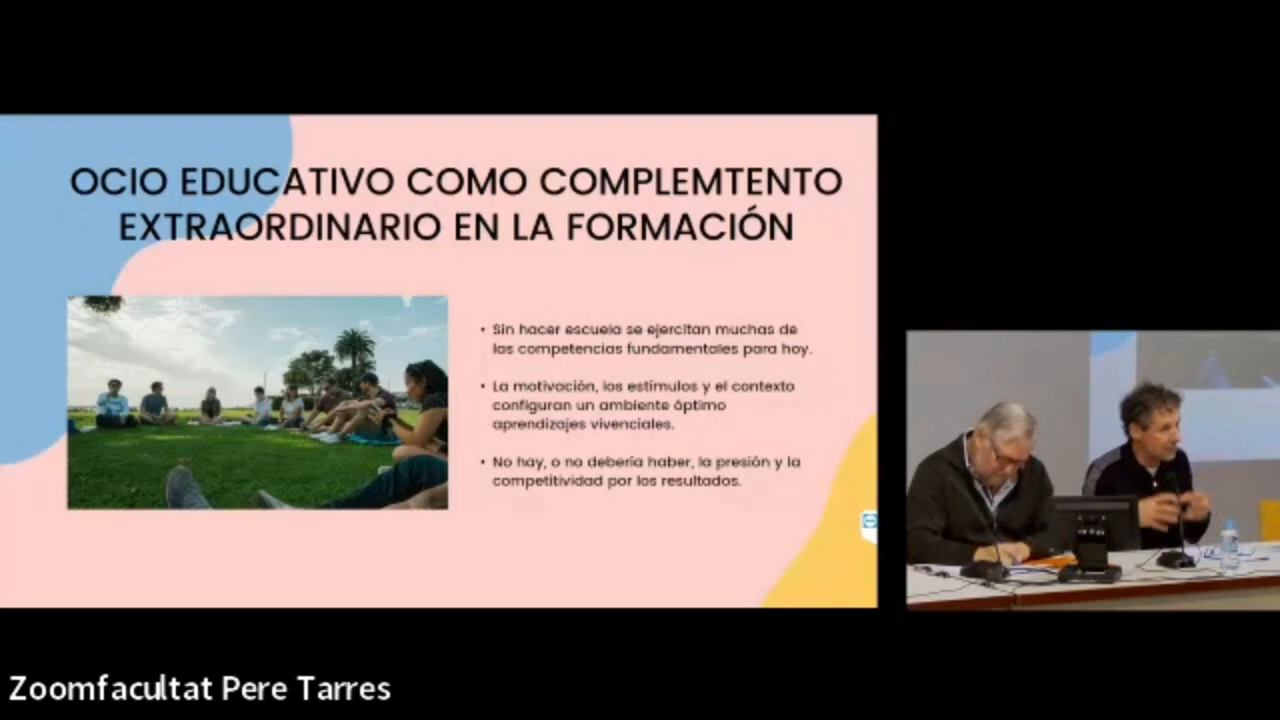 OCIO EDUCATIVO COMO COMPLEMTENTO
EXTRAORDINARIO EN LA FORMACIÓN
• Sin hacer escuela se ejercitan muchas de
las competencias fundamentales para hoy.
• La motivación, los estímulos y el contexto
configuran un ambiente óptimo
aprendizajes vivenciales.
• No hay, o no debería haber, la presión y la
competitividad por los resultados.
Zoomfacultat Pere Tarres